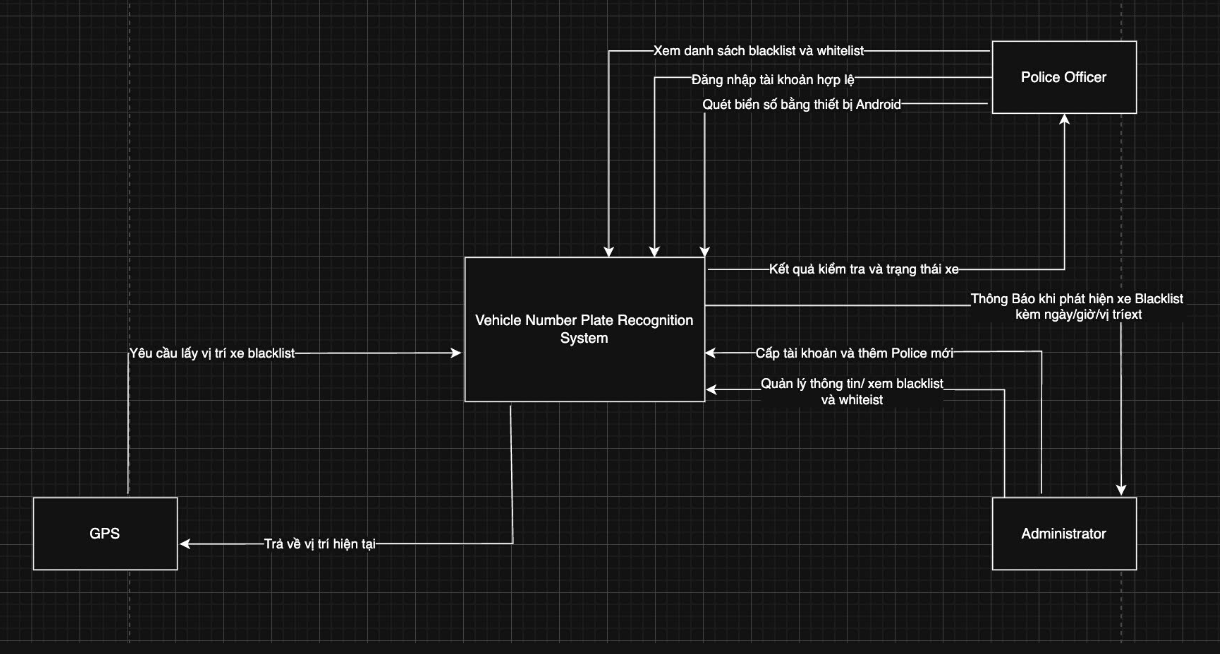 Xem danh sách blacklist và whitelist
Police Officer
Đăng nhập tài khoản hợp lệ
Quét biển số bằng thiết bị Android
Kết quả kiểm tra và trạng thái xe
Thông Báo khi phát hiện xe Blacklist
kèm ngày/giờ/vị tríext
Vehicle Number Plate Recognition
System
Yêu cầu lấy vị trí xe blacklist
Cấp tài khoản và thêm Police mới
Quản lý thông tin/ xem blacklist
và whiteist
GPS
Trả về vị trí hiện tại
Administrator